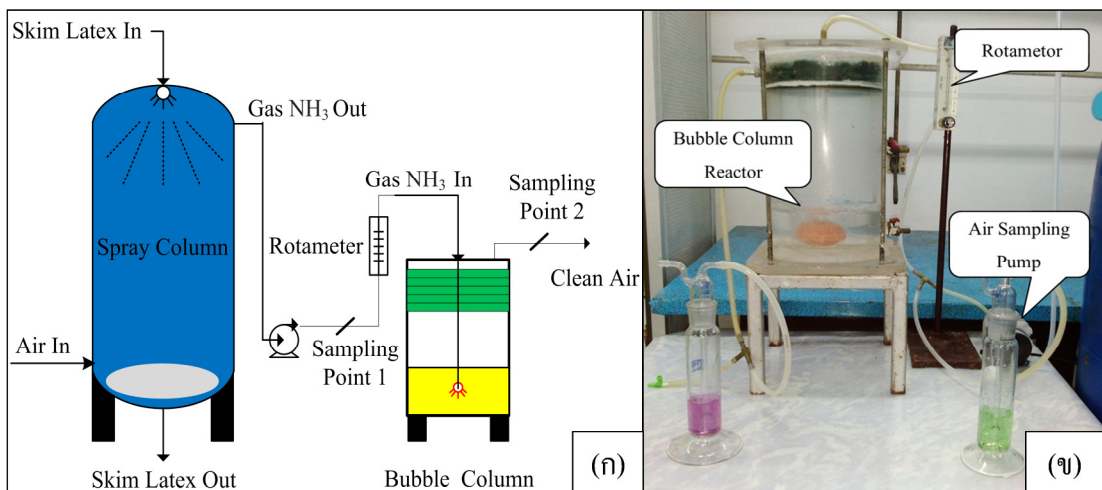 Skim Latex In
Gas NH3 Out
Spray Column
Air In
Skim Latex Out
Rotameter
Sampling
Point 1
Gas NH3 In
Sampling
Point 2
Clean Air
Bubble Column
(ก)
Rotametor
Bubble Column
Reactor
Air Sampling
Pump
(ข)